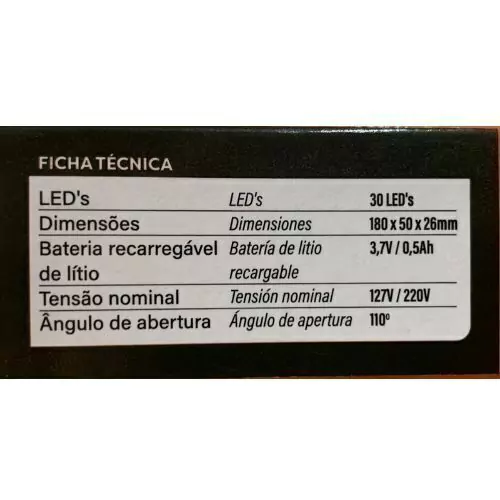 FICHA TÉCNICA
LED's LED's 30 LED's
Dimensões Dimensiones 180 x 50 x 26mm
Bateria recarregável Batería de litio 3,7V / 0,5Ah
de lítio recargable
Tensão nominal Tensión nominal 127V / 220V
Ângulo de abertura Ángulo de apertura 110º